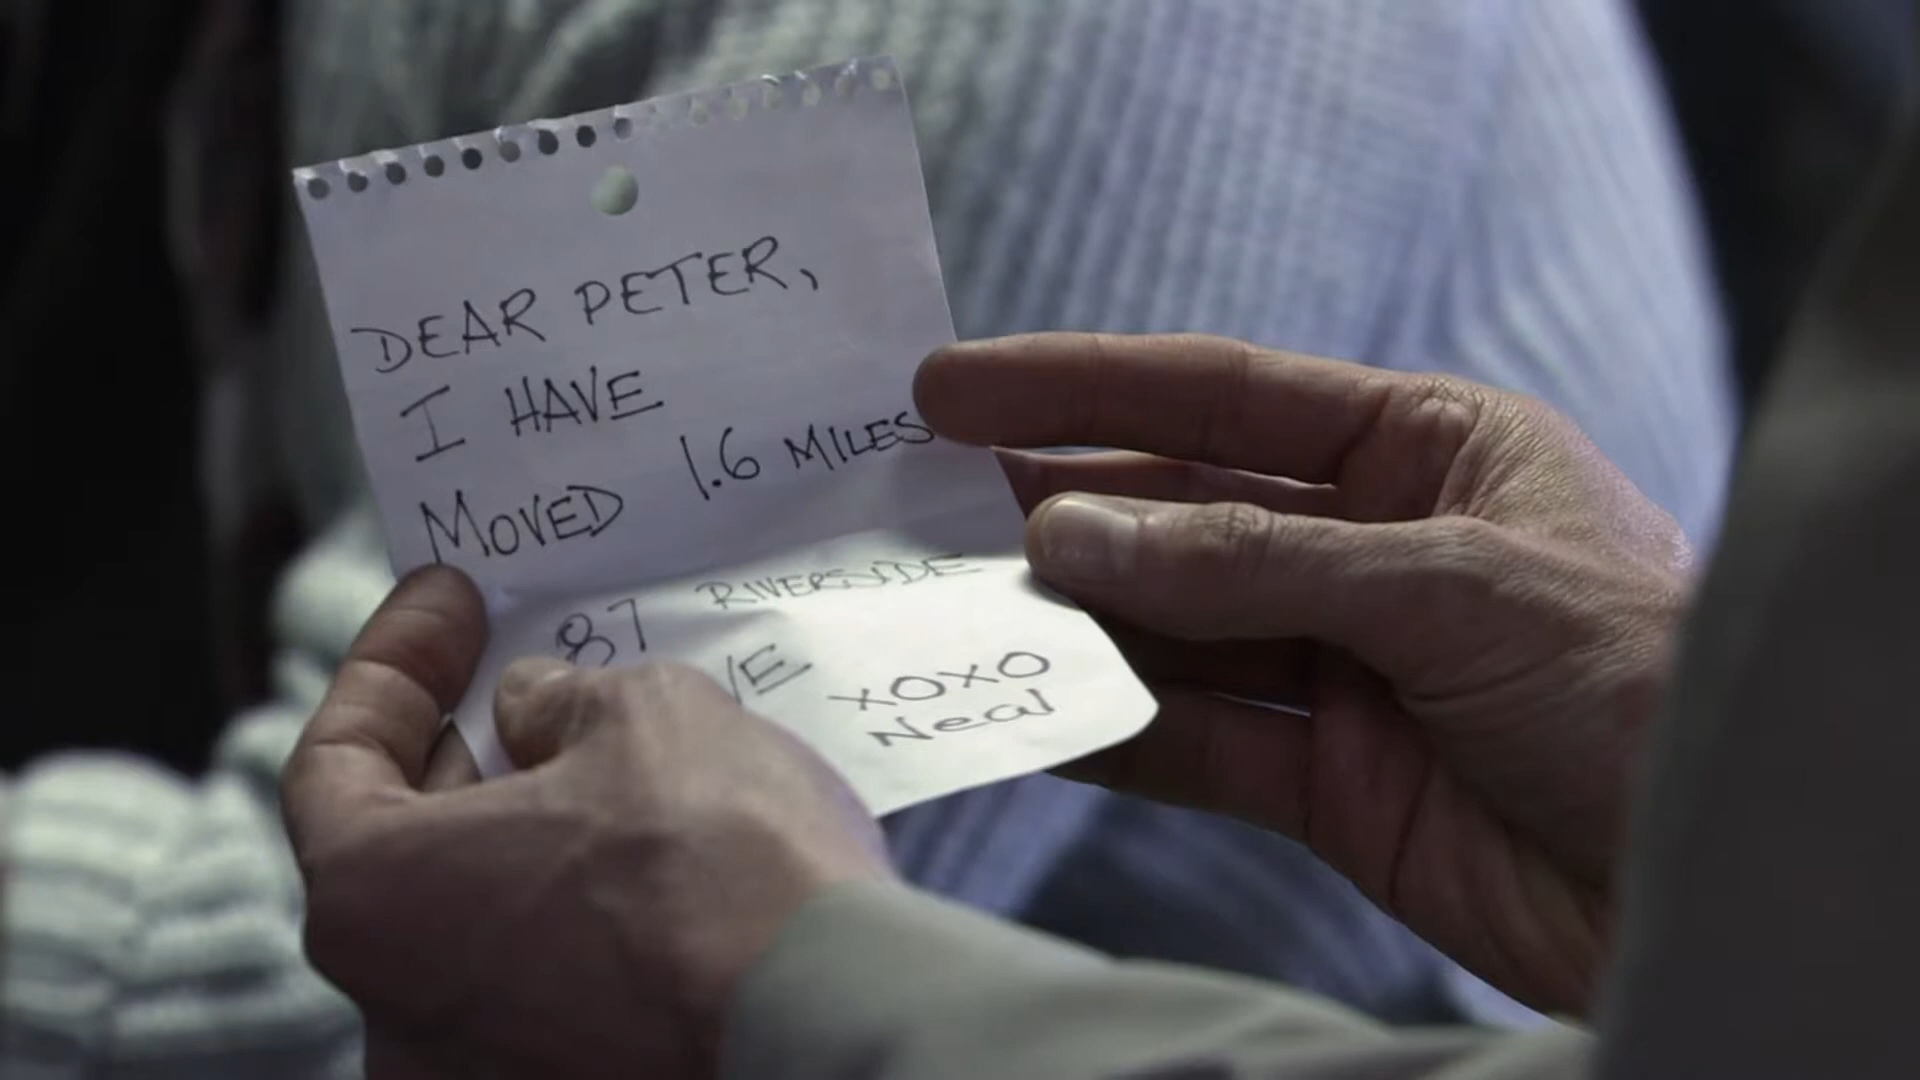 DEAR PETER,
I HAVE
MOVED 1.6 MILES
87 RIVERSIDE
XOXO
Neal